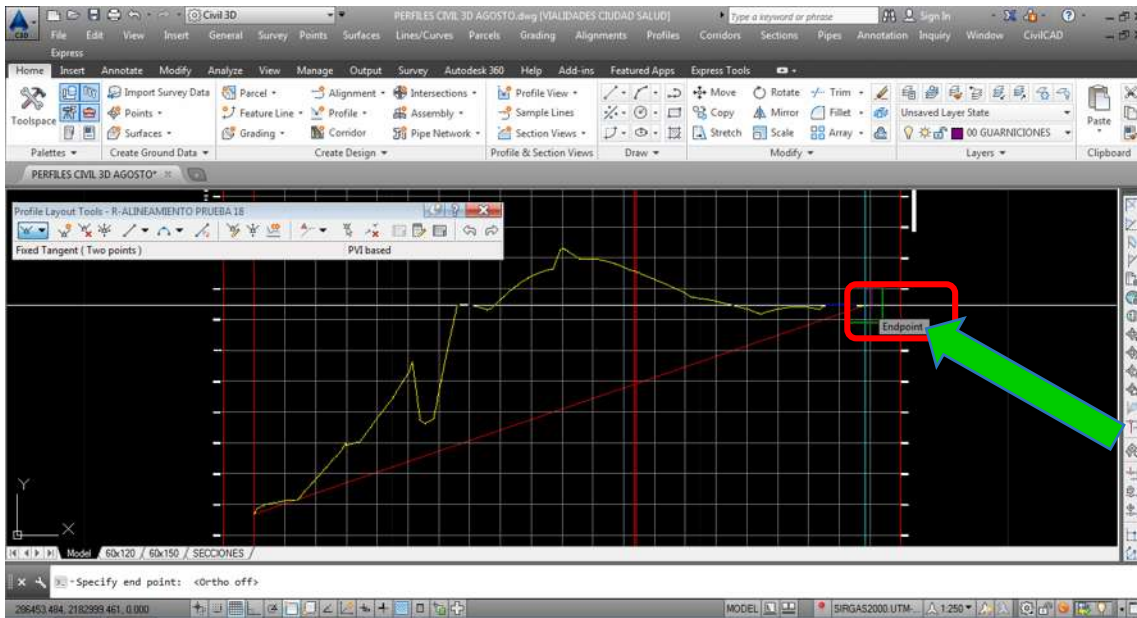 Civil 3D PERFILES CIVIL 3D AGOSTO.dwg [VIALIDADES CIUDAD SALUD] Type a keyword or phrase Sign In
C3D File Edit View Insert General Survey Points Surfaces Lines/Curves Parcels Grading Alignments Profiles Corridors Sections Pipes Annotation Inquiry Window CivilCAD
Express
Home Insert Annotate Modify Analyze View Manage Output Survey Autodesk 360 Help Add-ins Featured Apps Express Tools
Import Survey Data Parcel Alignment Intersections Profile View Move Rotate Trim
Toolspace Points Feature Line Profile Assembly Sample Lines Copy Mirror Fillet Unsaved Layer State Paste
Surfaces Grading Corridor Pipe Network Section Views Stretch Scale Array 00 GUARNICIONES
Palettes Create Ground Data Create Design Profile & Section Views Draw Modify Layers Clipboard
PERFILES CIVIL 3D AGOSTO*
Profile Layout Tools - R-ALINEAMIENTO PRUEBA 18
Fixed Tangent ( Two points ) PVI based
Endpoint
Y
X
Model 60x120 60x150 SECCIONES
Specify end point: <Ortho off>
286453.484, 2182999.461, 0.000 MODEL SIRGAS2000.UTM-... 1:250